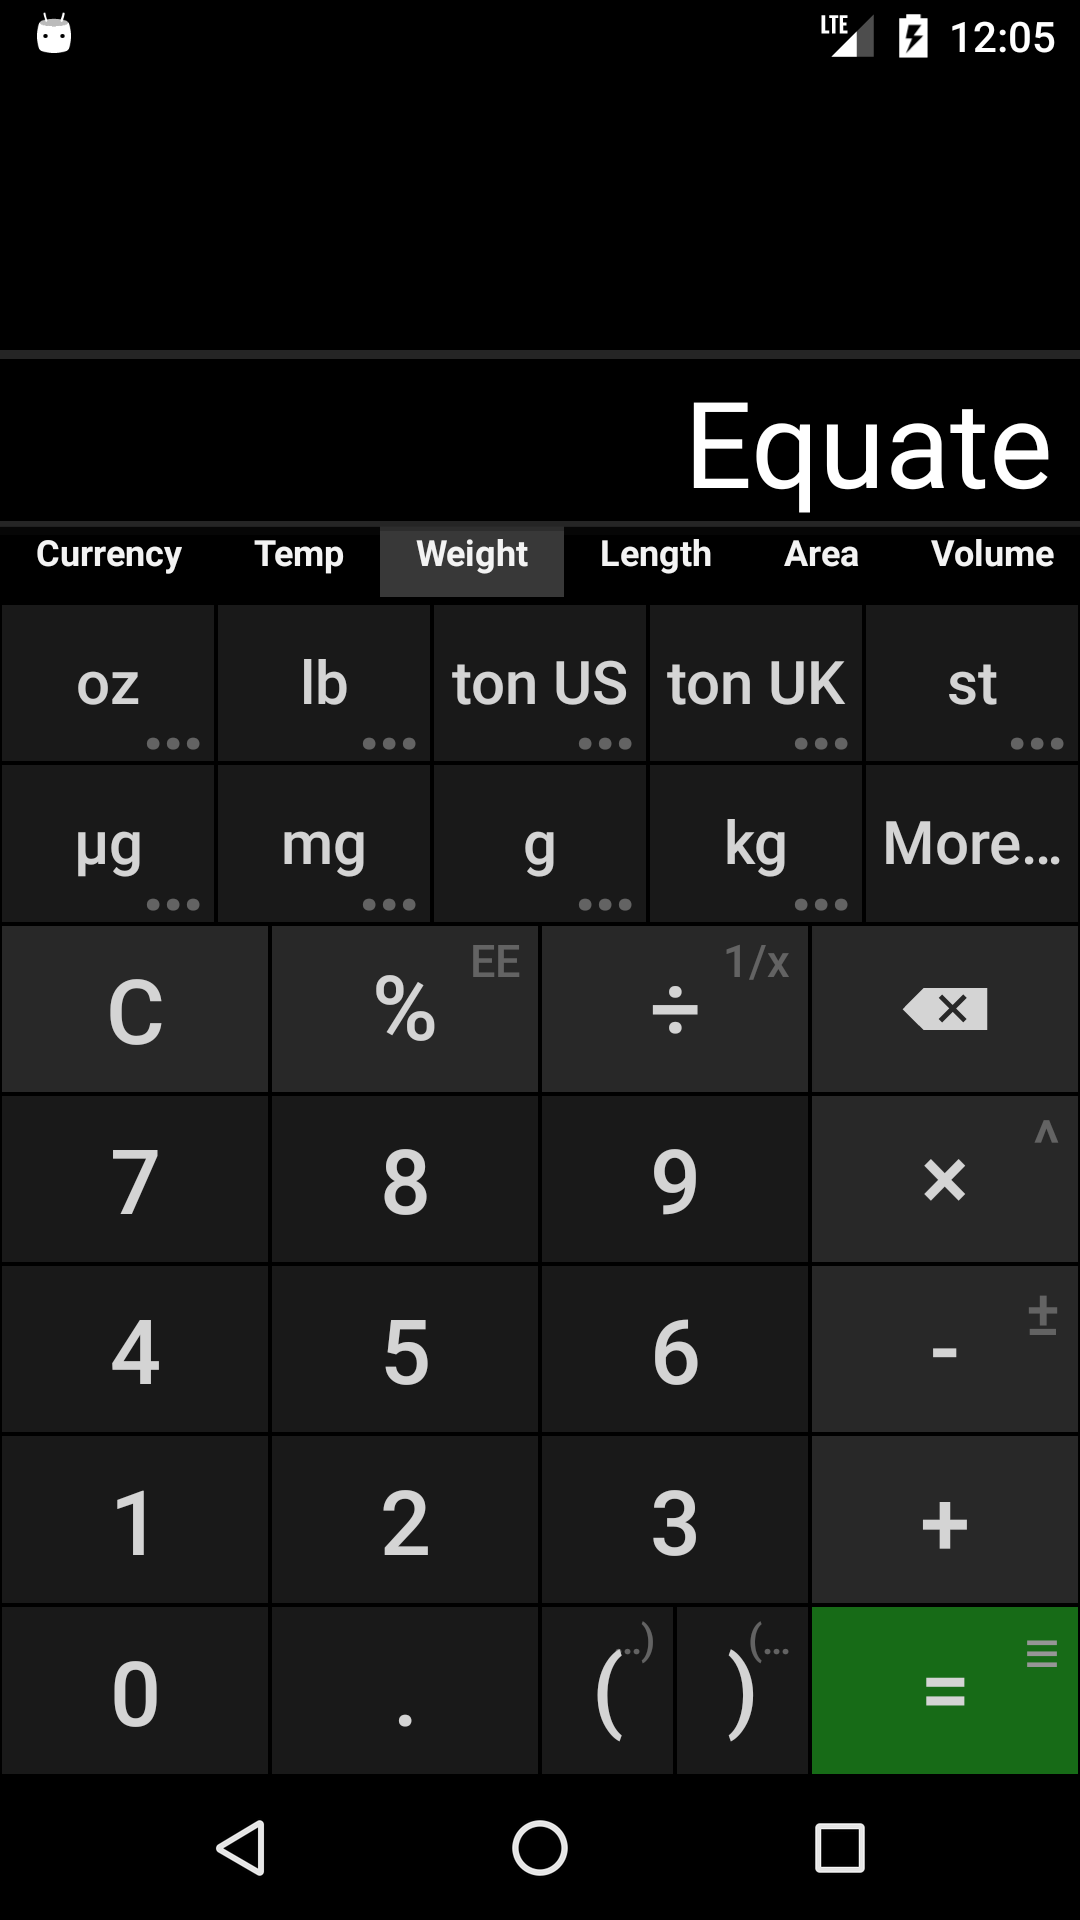 LTE 12:05
Equate
Currency Temp Weight Length Area Volume
oz lb ton US ton UK st
µg mg g kg More...
C % EE ÷ 1/x
7 8 9 × ^
4 5 6 - ±
1 2 3 +
0 . ( ..) ) (... =